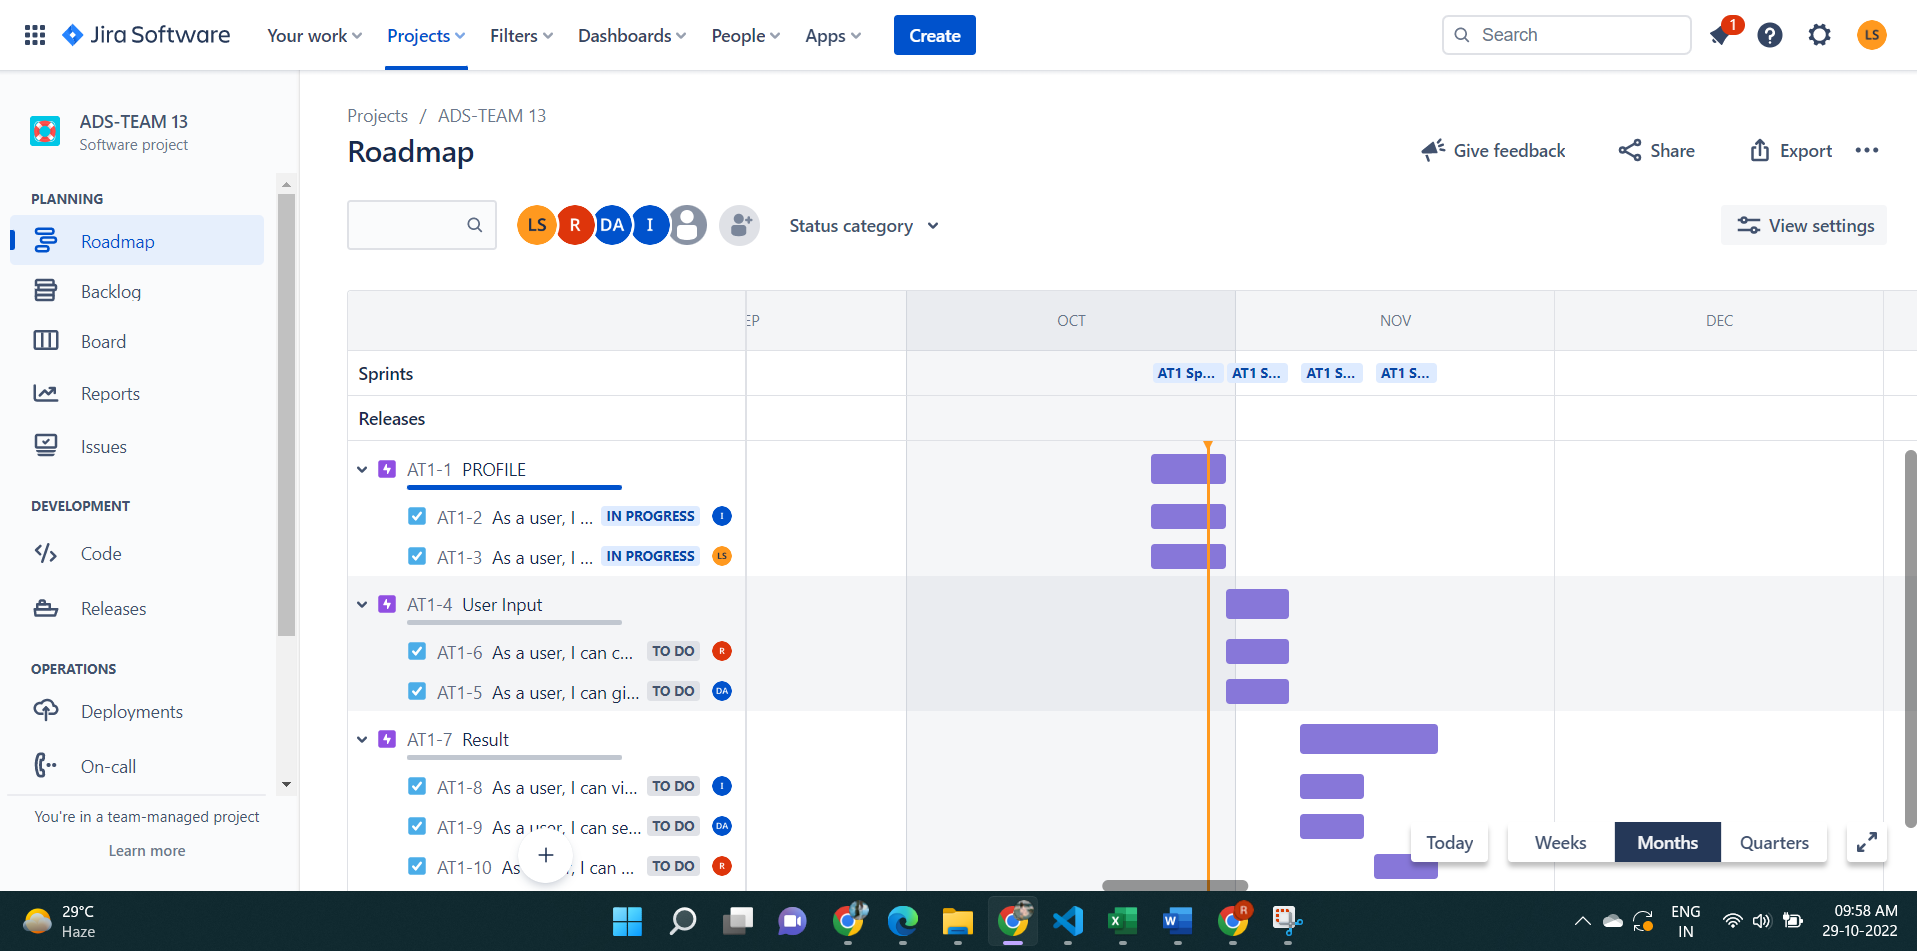 Jira Software
Your work
Projects
Filters
Dashboards
People
Apps
Create
Search
1
LS
ADS-TEAM 13
Software project
PLANNING
Roadmap
Backlog
Board
Reports
Issues
DEVELOPMENT
Code
Releases
OPERATIONS
Deployments
On-call
You're in a team-managed project
Learn more
Projects / ADS-TEAM 13
Roadmap
Give feedback
Share
Export
LS R DA I
Status category
View settings
EP OCT NOV DEC
Sprints AT1 Sp... AT1 S... AT1 S... AT1 S...
Releases
AT1-1 PROFILE
AT1-2 As a user, I ... IN PROGRESS I
AT1-3 As a user, I ... IN PROGRESS LS
AT1-4 User Input
AT1-6 As a user, I can c... TO DO R
AT1-5 As a user, I can gi... TO DO DA
AT1-7 Result
AT1-8 As a user, I can vi... TO DO I
AT1-9 As a user, I can se... TO DO DA
AT1-10 As , I can ... TO DO R
Today
Weeks
Months
Quarters
29°C
Haze
R
ENG
IN
09:58 AM
29-10-2022